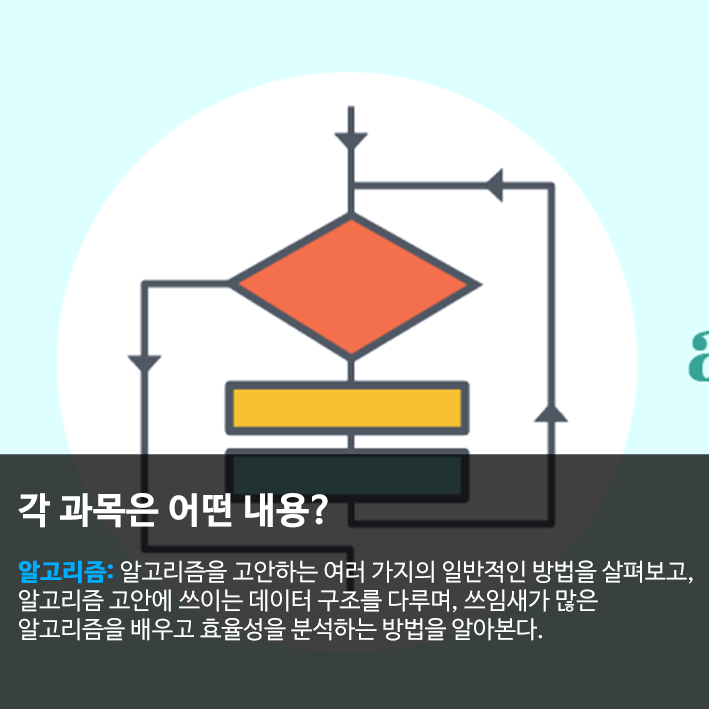 a
각 과목은 어떤 내용?
알고리즘: 알고리즘을 고안하는 여러 가지의 일반적인 방법을 살펴보고,
알고리즘 고안에 쓰이는 데이터 구조를 다루며, 쓰임새가 많은
알고리즘을 배우고 효율성을 분석하는 방법을 알아본다.